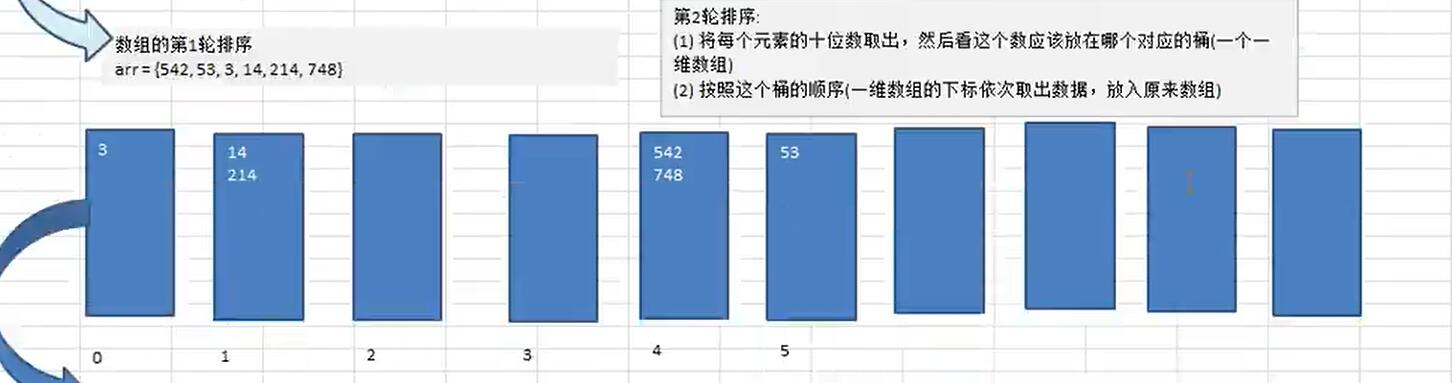 数组的第1轮排序
arr = {542, 53, 3, 14, 214, 748}
第2轮排序:
(1) 将每个元素的十位数取出，然后看这个数应该放在哪个对应的桶(一个一
维数组)
(2) 按照这个桶的顺序(一维数组的下标依次取出数据，放入原来数组)
3
14
214
542
748
53
0
1
2
3
4
5